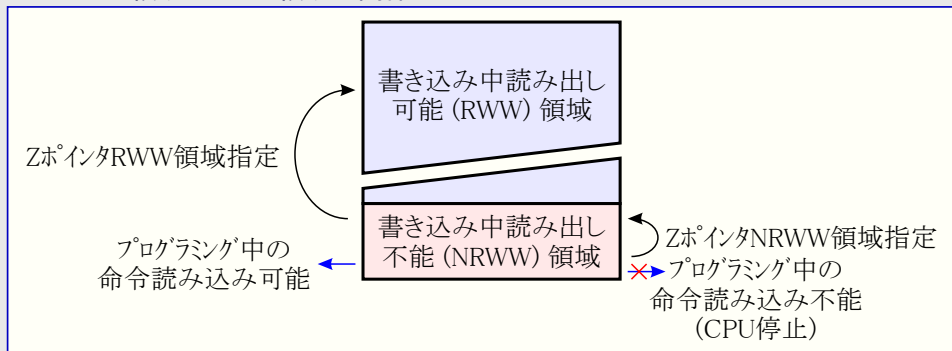 書き込み中読み出し
可能 (RWW) 領域
ZﾎﾟｲﾝﾀRWW領域指定
書き込み中読み出し
不能 (NRWW) 領域
ZﾎﾟｲﾝﾀNRWW領域指定
ﾌﾟﾛｸﾞﾗﾐﾝｸﾞ中の
命令読み込み可能
ﾌﾟﾛｸﾞﾗﾐﾝｸﾞ中の
命令読み込み不能
(CPU停止)